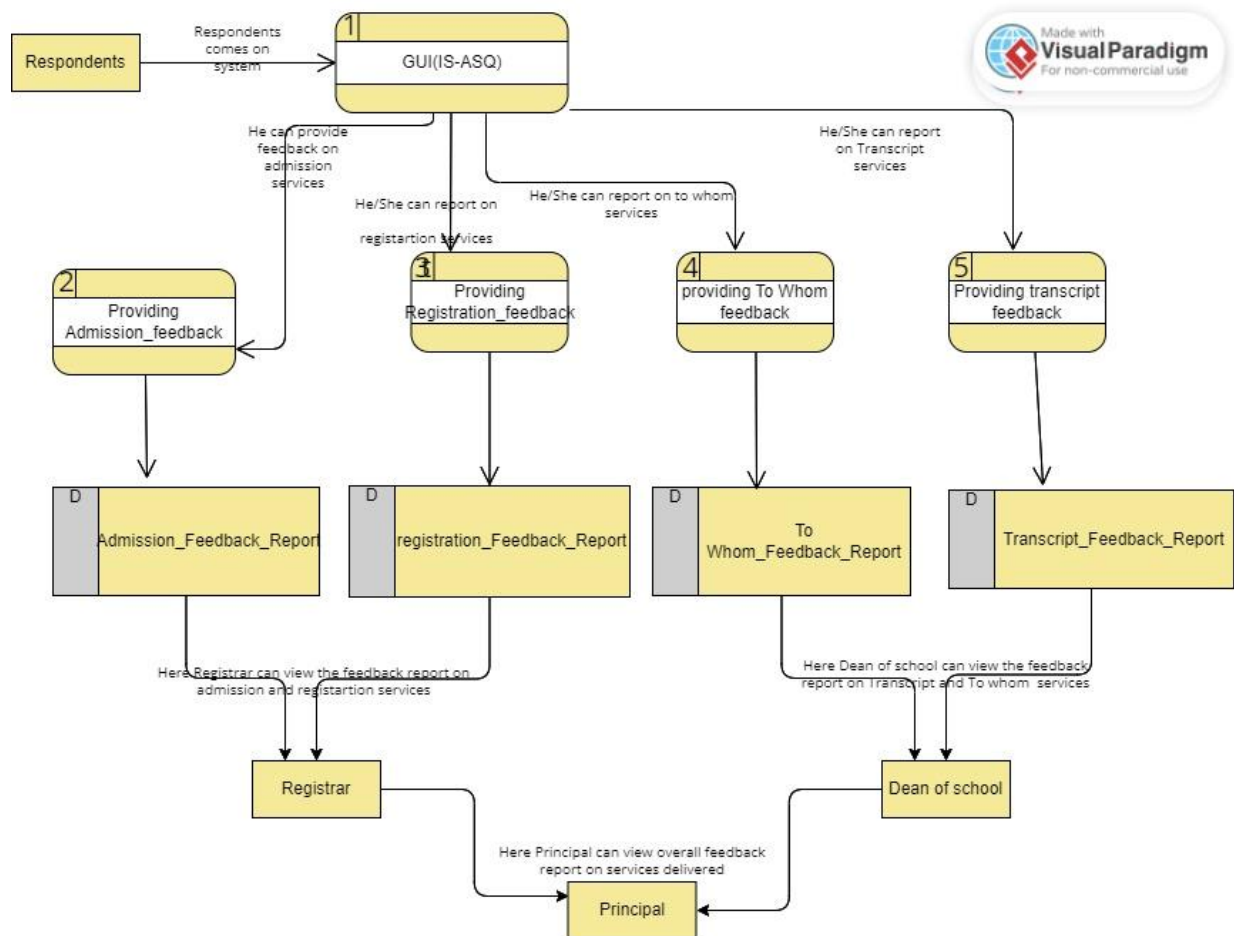 Respondents
Respondents
comes on
system
1
GUI(IS-ASQ)
Made with
VisualParadigm
For non-commercial use
He can provide
feedback on
admission
services
He/She can report on
registartion services
He/She can report on to whom
services
He/She can report
on Transcript
services
2
Providing
Admission_feedback
3
Providing
Registration_feedback
4
providing To Whom
feedback
5
Providing transcript
feedback
D
Admission_Feedback_Report
D
registration_Feedback_Report
D
To
Whom_Feedback_Report
D
Transcript_Feedback_Report
Here Registrar can view the feedback report on
admission and registartion services
Here Dean of school can view the feedback
report on Transcript and To whom services
Registrar
Dean of school
Here Principal can view overall feedback
report on services delivered
Principal